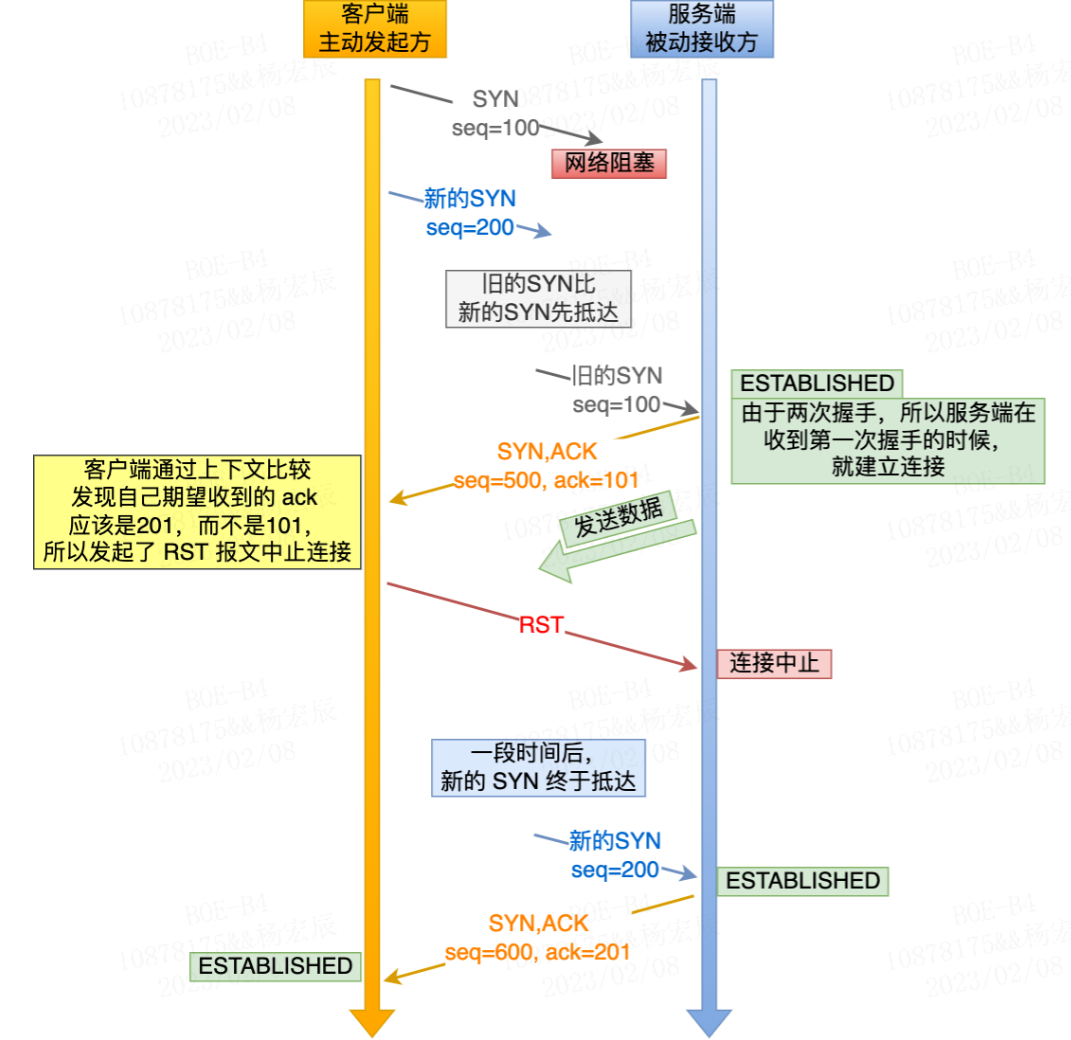 客户端
主动发起方
服务端
被动接收方
SYN
seq=100
网络阻塞
新的SYN
seq=200
旧的SYN比
新的SYN先抵达
旧的SYN
seq=100
ESTABLISHED
由于两次握手，所以服务端在
收到第一次握手的时候，
就建立连接
SYN,ACK
seq=500, ack=101
客户端通过上下文比较
发现自己期望收到的 ack
应该是201，而不是101，
所以发起了 RST 报文中止连接
发送数据
RST
连接中止
一段时间后，
新的 SYN 终于抵达
新的SYN
seq=200
ESTABLISHED
SYN,ACK
seq=600, ack=201
ESTABLISHED
BOE-B4
10878175&&杨宏辰
2023/02/08